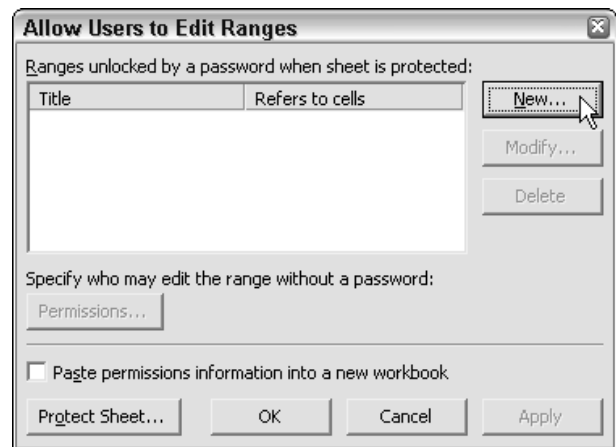 Allow Users to Edit Ranges
Ranges unlocked by a password when sheet is protected:
Title Refers to cells
New...
Modify...
Delete
Specify who may edit the range without a password:
Permissions...
Paste permissions information into a new workbook
Protect Sheet... OK Cancel Apply